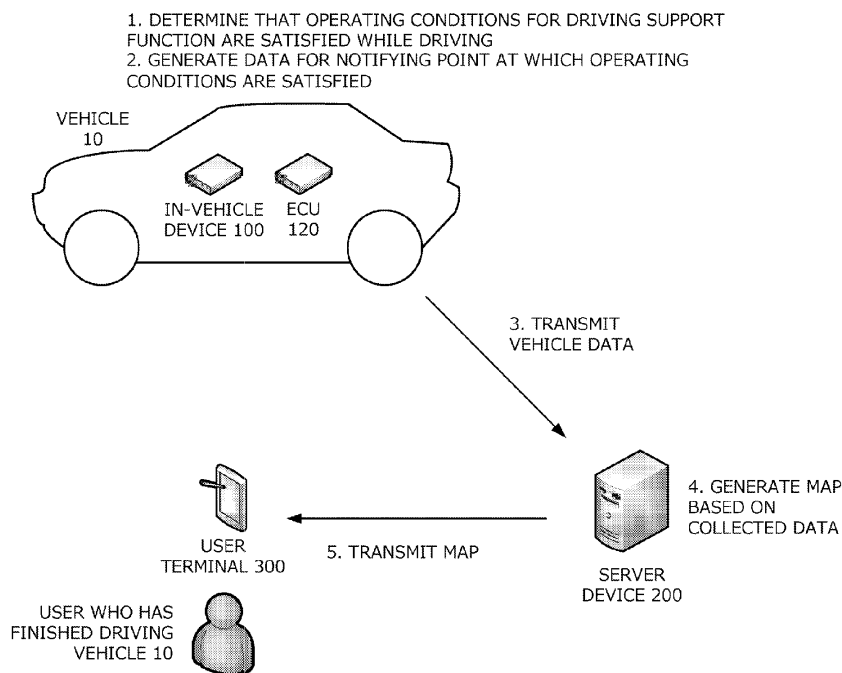 1. DETERMINE THAT OPERATING CONDITIONS FOR DRIVING SUPPORT
FUNCTION ARE SATISFIED WHILE DRIVING
2. GENERATE DATA FOR NOTIFYING POINT AT WHICH OPERATING
CONDITIONS ARE SATISFIED
VEHICLE
10
IN-VEHICLE
DEVICE 100
ECU
120
3. TRANSMIT
VEHICLE DATA
4. GENERATE MAP
BASED ON
COLLECTED DATA
SERVER
DEVICE 200
5. TRANSMIT MAP
USER
TERMINAL 300
USER WHO HAS
FINISHED DRIVING
VEHICLE 10